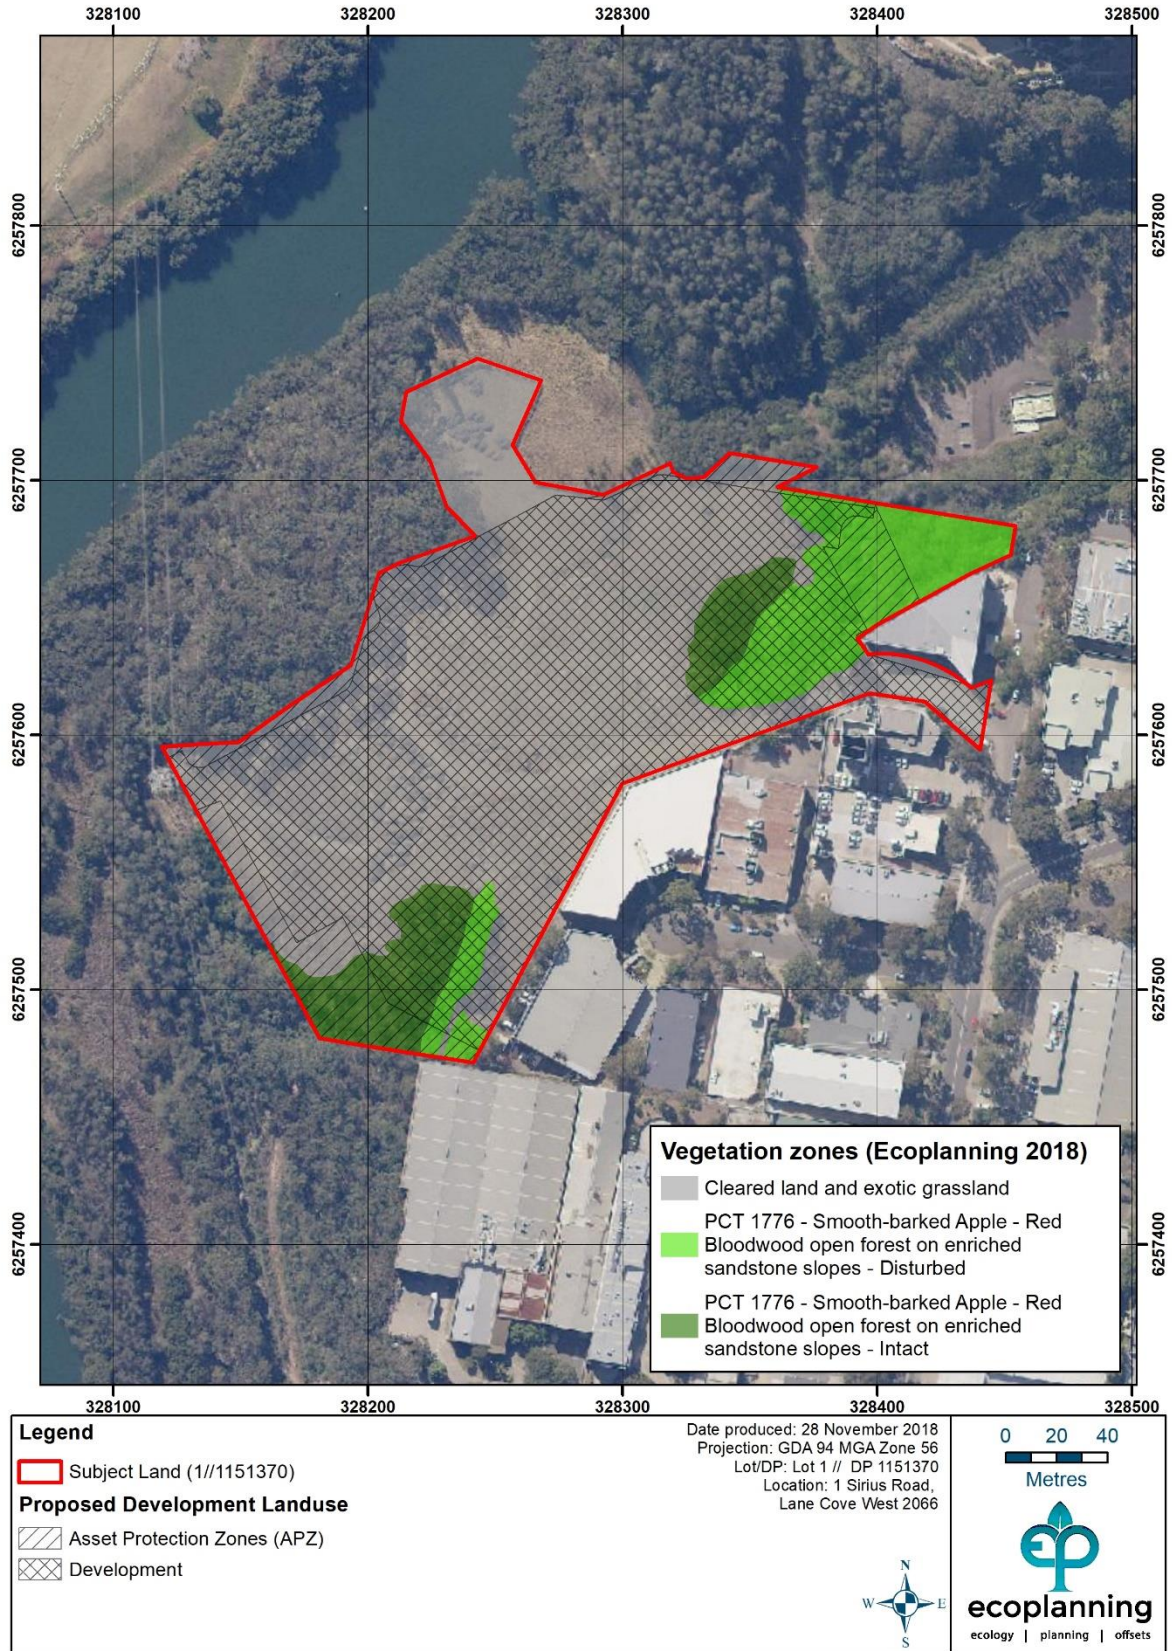 328100 328200 328300 328400 328500
6257800 6257800
6257700 6257700
6257600 6257600
6257500 6257500
6257400 6257400
Vegetation zones (Ecoplanning 2018)
Cleared land and exotic grassland
PCT 1776 - Smooth-barked Apple - Red
Bloodwood open forest on enriched
sandstone slopes - Disturbed
PCT 1776 - Smooth-barked Apple - Red
Bloodwood open forest on enriched
sandstone slopes - Intact
328100 328200 328300 328400 328500
Legend
Subject Land (1//1151370)
Proposed Development Landuse
Asset Protection Zones (APZ)
Development
Date produced: 28 November 2018
Projection: GDA 94 MGA Zone 56
Lot/DP: Lot 1 // DP 1151370
Location: 1 Sirius Road,
Lane Cove West 2066
N
W E
S
0 20 40
Metres
ep
ecoplanning
ecology | planning | offsets